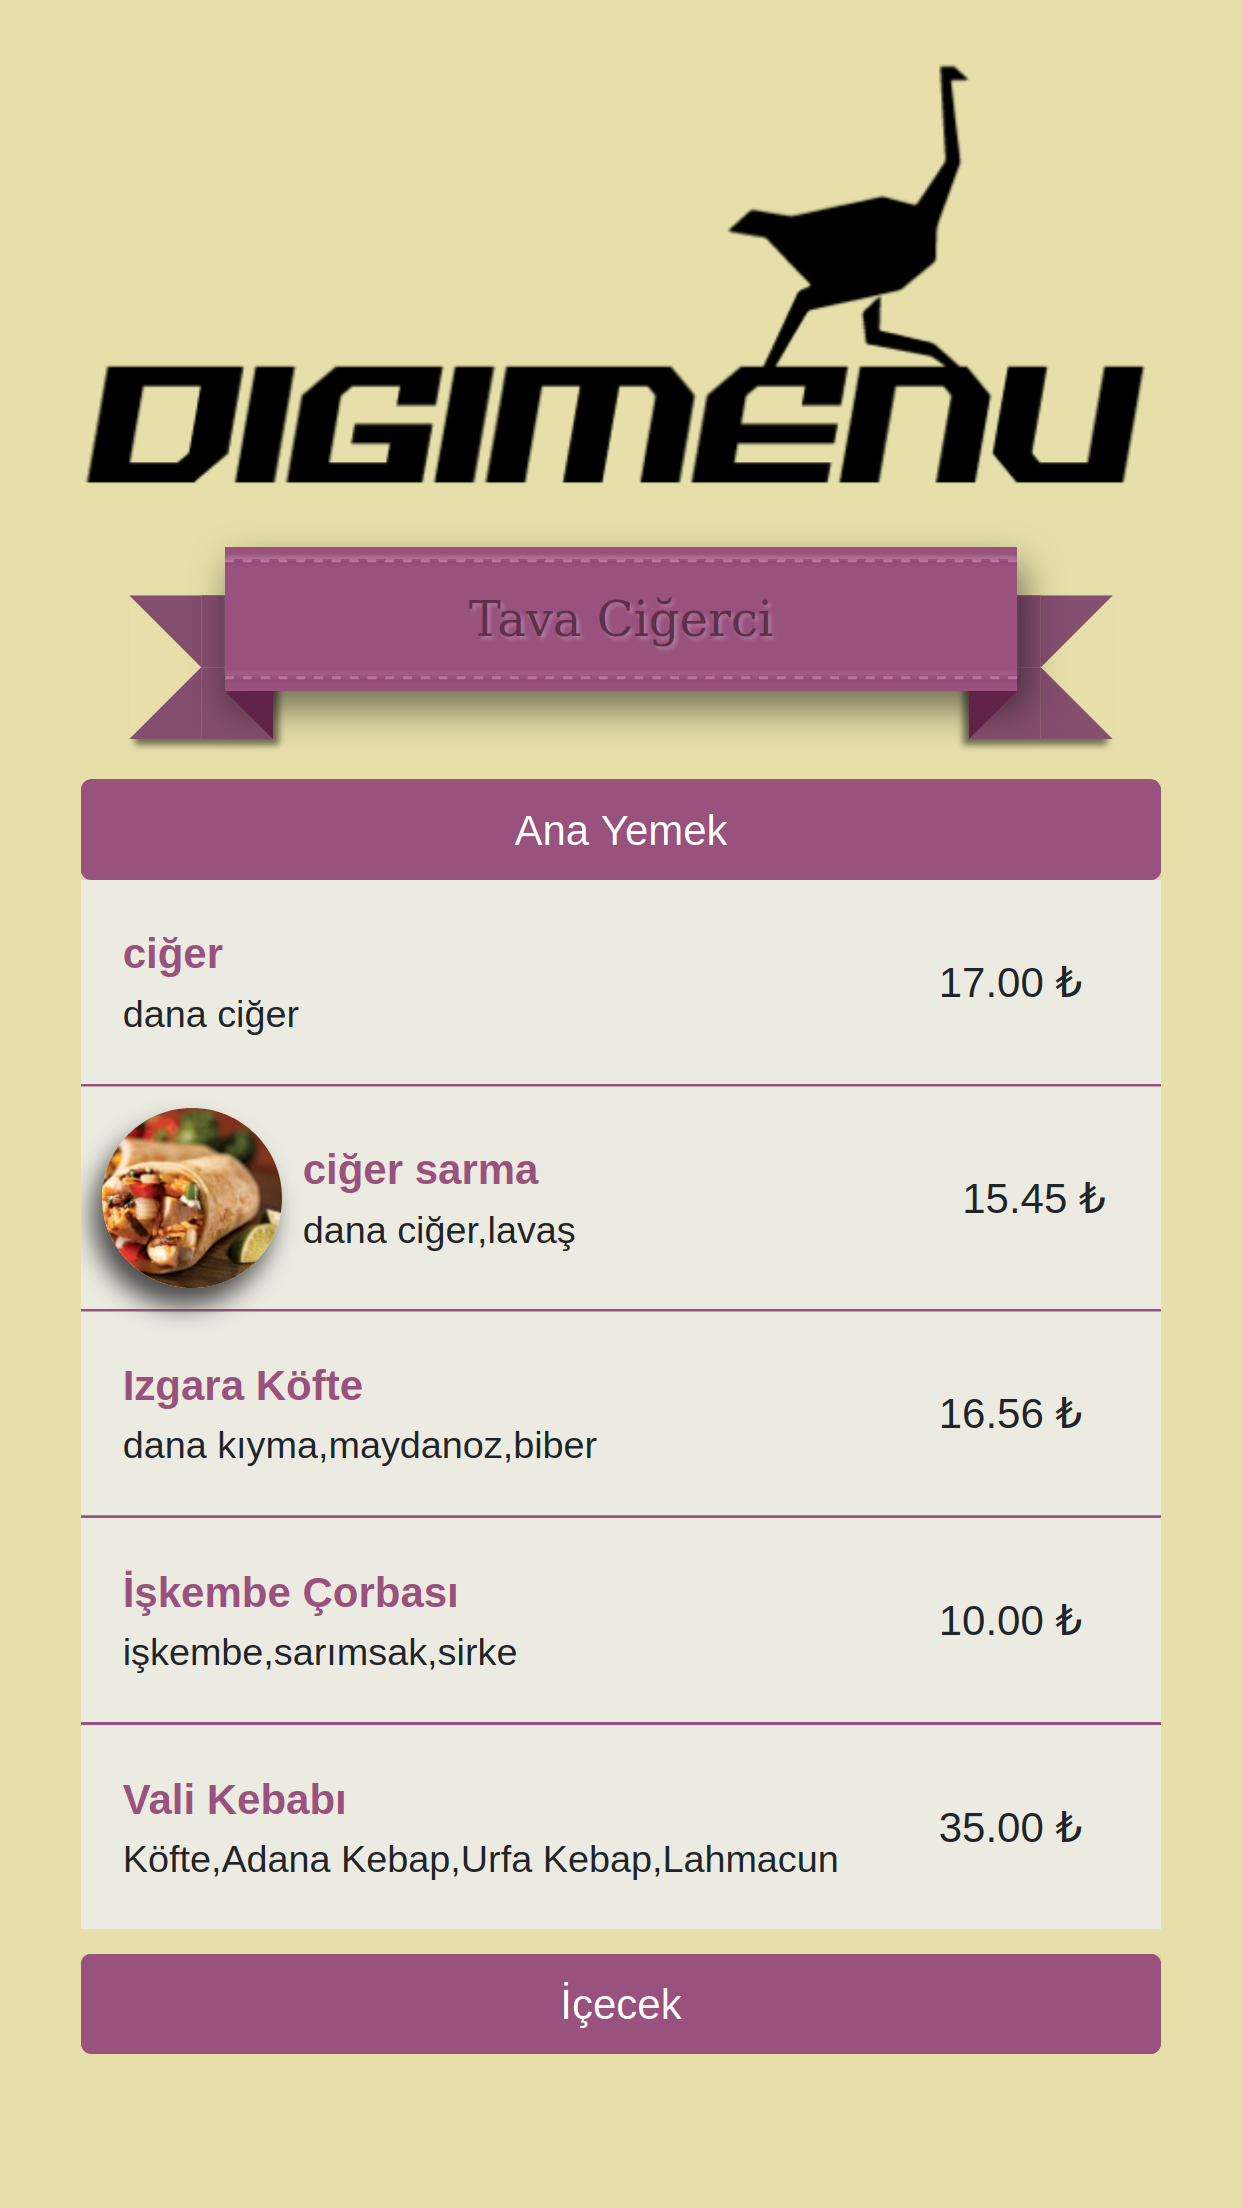 DIGIMENU
Tava Ciğerci
Ana Yemek
ciğer
dana ciğer
17.00 ₺
ciğer sarma
dana ciğer,lavaş
15.45 ₺
Izgara Köfte
dana kıyma,maydanoz,biber
16.56 ₺
İşkembe Çorbası
işkembe,sarımsak,sirke
10.00 ₺
Vali Kebabı
Köfte,Adana Kebap,Urfa Kebap,Lahmacun
35.00 ₺
İçecek